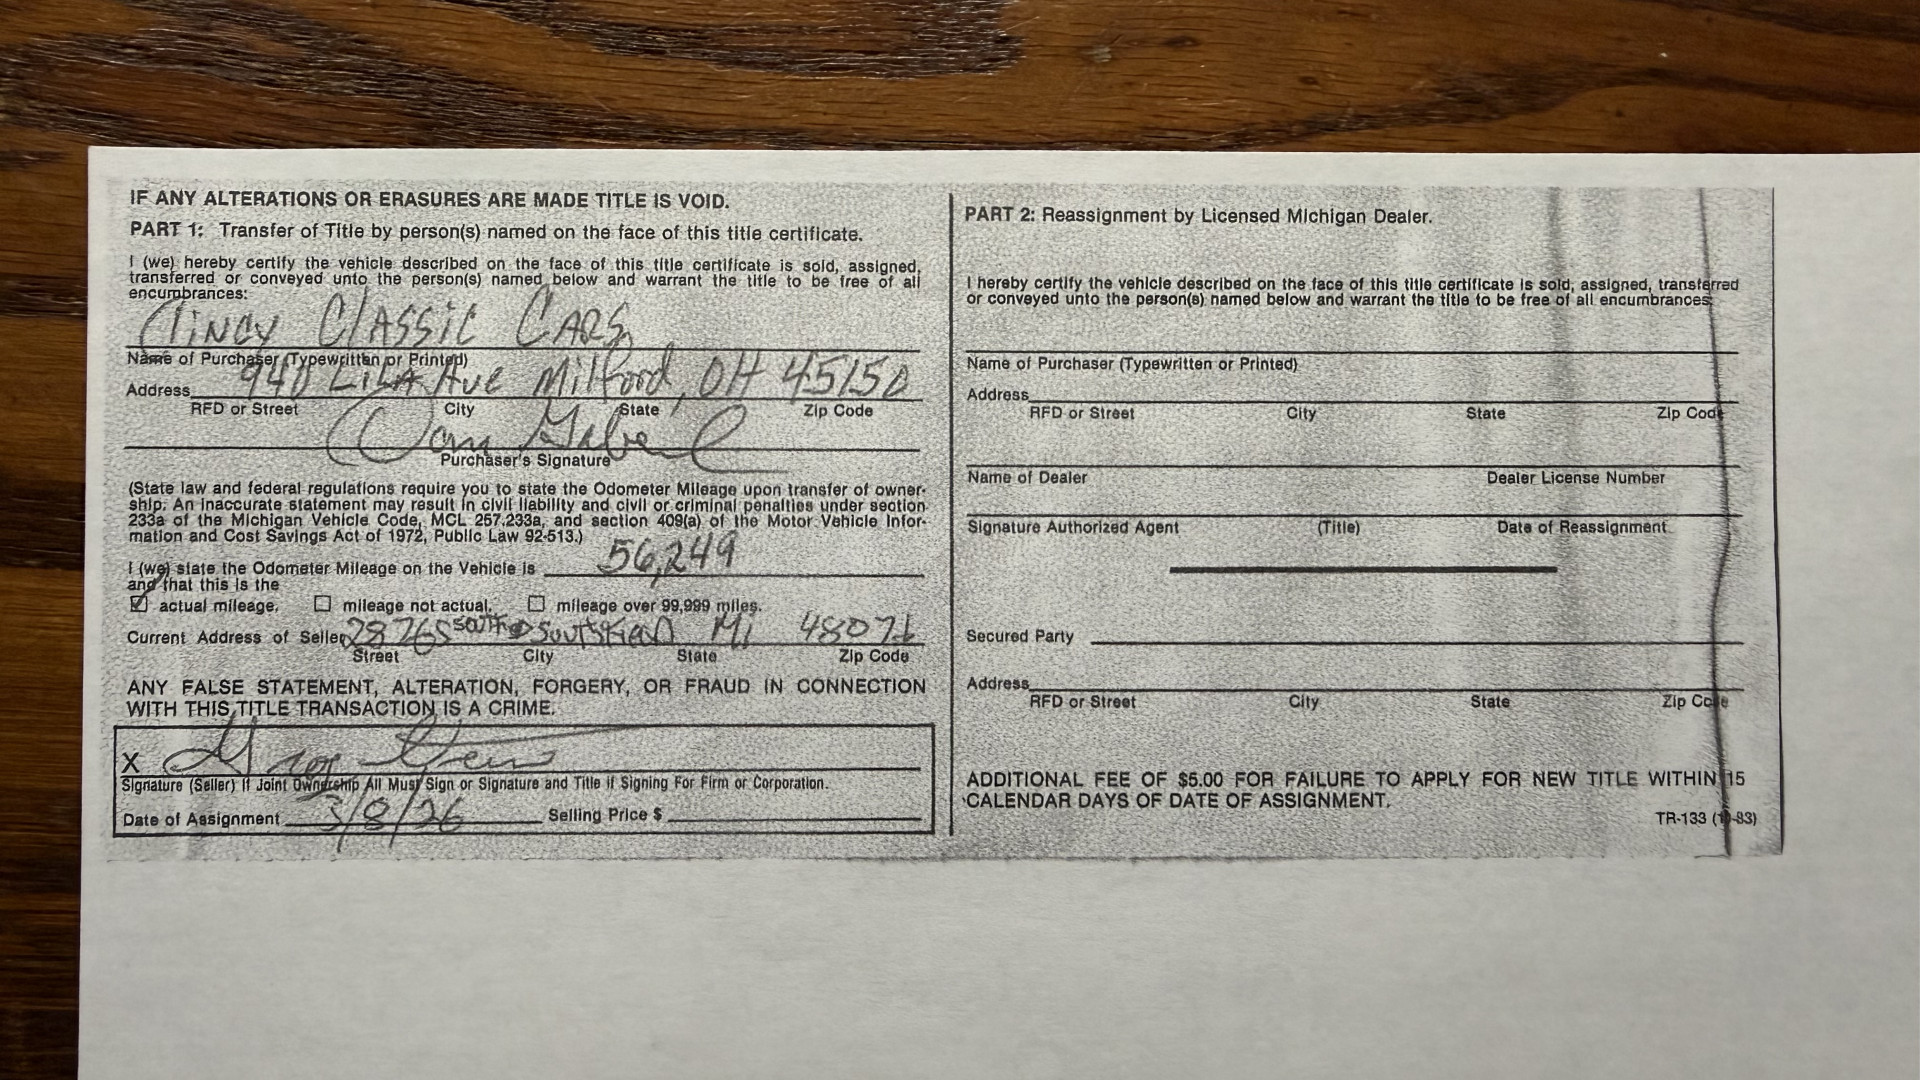 IF ANY ALTERATIONS OR ERASURES ARE MADE TITLE IS VOID.
PART 1: Transfer of Title by person(s) named on the face of this title certificate.
I (we) hereby certify the vehicle described on the face of this title certificate is sold, assigned,
transferred or conveyed unto the person(s) named below and warrant the title to be free of all
encumbrances:
Cincy Classic Cars
Name of Purchaser (Typewritten or Printed)
Address 940 Lila Ave Milford, OH 45150
RFD or Street City State Zip Code
Purchaser's Signature
(State law and federal regulations require you to state the Odometer Mileage upon transfer of owner-
ship. An inaccurate statement may result in civil liability and civil or criminal penalties under section
233a of the Michigan Vehicle Code, MCL 257.233a, and section 409(a) of the Motor Vehicle Infor-
mation and Cost Savings Act of 1972, Public Law 92-513.)
I (we) state the Odometer Mileage on the Vehicle is 56,249
and that this is the
actual mileage. mileage not actual. mileage over 99,999 miles.
Current Address of Seller 28765 Southfield Mi 48076
Street City State Zip Code
ANY FALSE STATEMENT, ALTERATION, FORGERY, OR FRAUD IN CONNECTION
WITH THIS TITLE TRANSACTION IS A CRIME.
X
Signature (Seller) If Joint Ownership All Must Sign or Signature and Title if Signing For Firm or Corporation.
Date of Assignment 3/8/26 Selling Price $
PART 2: Reassignment by Licensed Michigan Dealer.
I hereby certify the vehicle described on the face of this title certificate is sold, assigned, transferred
or conveyed unto the person(s) named below and warrant the title to be free of all encumbrances:
Name of Purchaser (Typewritten or Printed)
Address
RFD or Street City State Zip Code
Name of Dealer Dealer License Number
Signature Authorized Agent (Title) Date of Reassignment
Secured Party
Address
RFD or Street City State Zip Code
ADDITIONAL FEE OF $5.00 FOR FAILURE TO APPLY FOR NEW TITLE WITHIN 15
CALENDAR DAYS OF DATE OF ASSIGNMENT.
TR-133